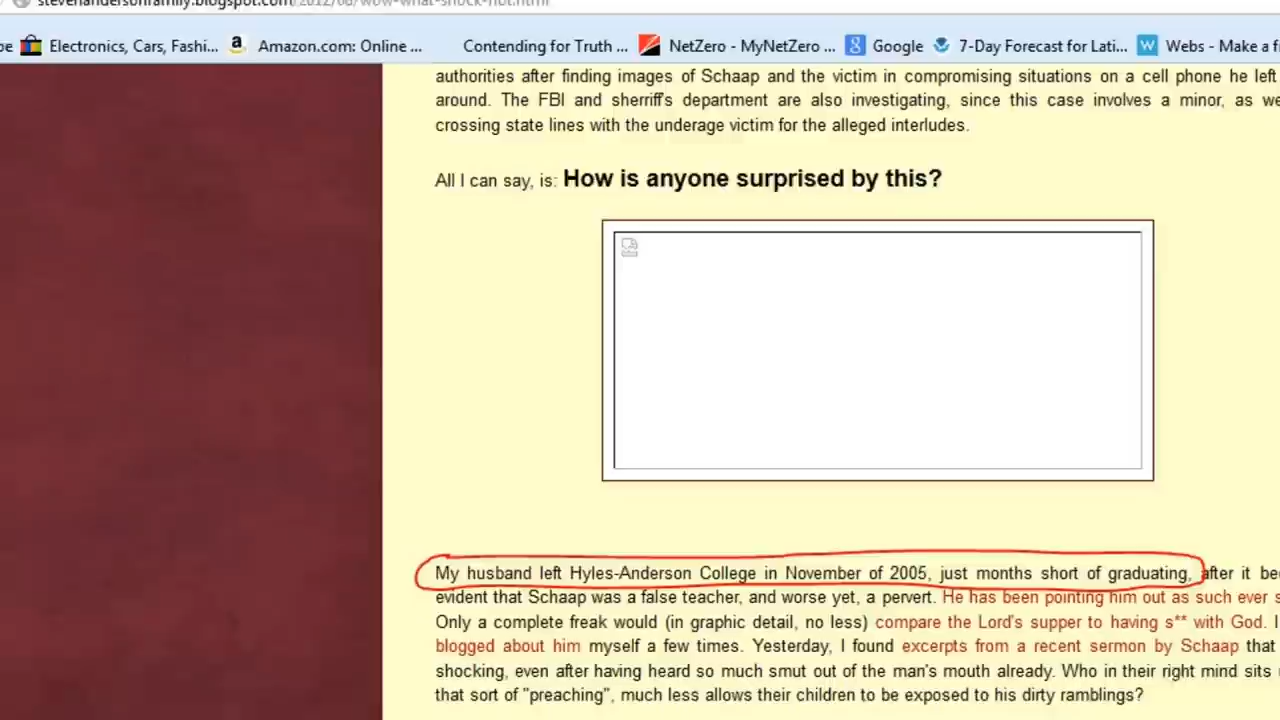 stevenandersonfamily.blogspot.com/2012/08/wow-what-shock-not.html
Electronics, Cars, Fashi... Amazon.com: Online ... Contending for Truth ... NetZero - MyNetZero ... Google 7-Day Forecast for Lati... Webs - Make a
authorities after finding images of Schaap and the victim in compromising situations on a cell phone he left
around. The FBI and sherriff's department are also investigating, since this case involves a minor, as
crossing state lines with the underage victim for the alleged interludes.
All I can say, is: How is anyone surprised by this?
My husband left Hyles-Anderson College in November of 2005, just months short of graduating, after it
evident that Schaap was a false teacher, and worse yet, a pervert. He has been pointing him out as such ever
Only a complete freak would (in graphic detail, no less) compare the Lord's supper to having s** with God. I
blogged about him myself a few times. Yesterday, I found excerpts from a recent sermon by Schaap that
shocking, even after having heard so much smut out of the man's mouth already. Who in their right mind sits
that sort of "preaching", much less allows their children to be exposed to his dirty ramblings?